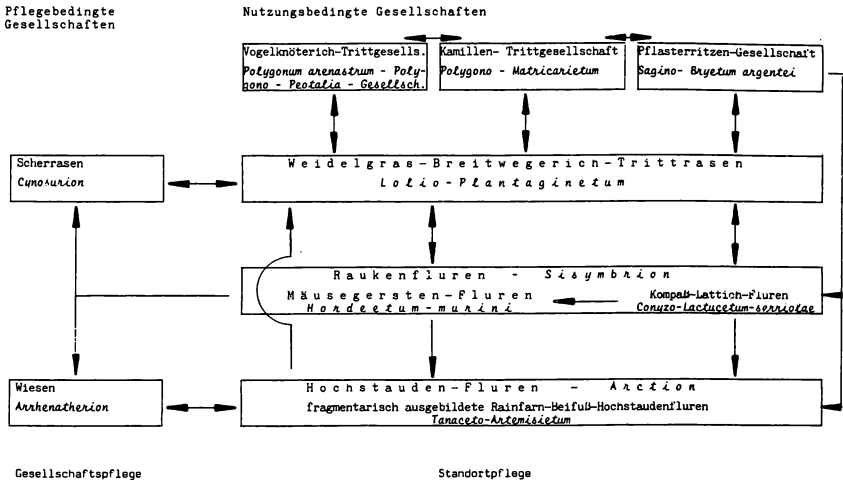 Pflegebedingte
Gesellschaften
Nutzungsbedingte Gesellschaften
Vogelknöterich-Trittgesells.
Polygonum arenastrum - Poly-
gono - Peotalia - Gesellsch.
Kamillen- Trittgesellschaft
Polygono - Matricarietum
Pflasterritzen-Gesellschaft
Sagino- Bryetum argentei
Scherrasen
Cynosurion
Weidelgras-Breitwegerich-Trittrasen
Lolio-Plantaginetum
Raukenfluren - Sisymbrion
Mäusegersten-Fluren
Hordeetum-murini
Kompaß-Lattich-Fluren
Conyzo-Lactucetum-serriolae
Wiesen
Arrhenatherion
Hochstauden-Fluren - Arction
fragmentarisch ausgebildete Rainfarn-Beifuß-Hochstaudenfluren
Tanaceto-Artemisietum
Gesellschaftspflege
Standortpflege